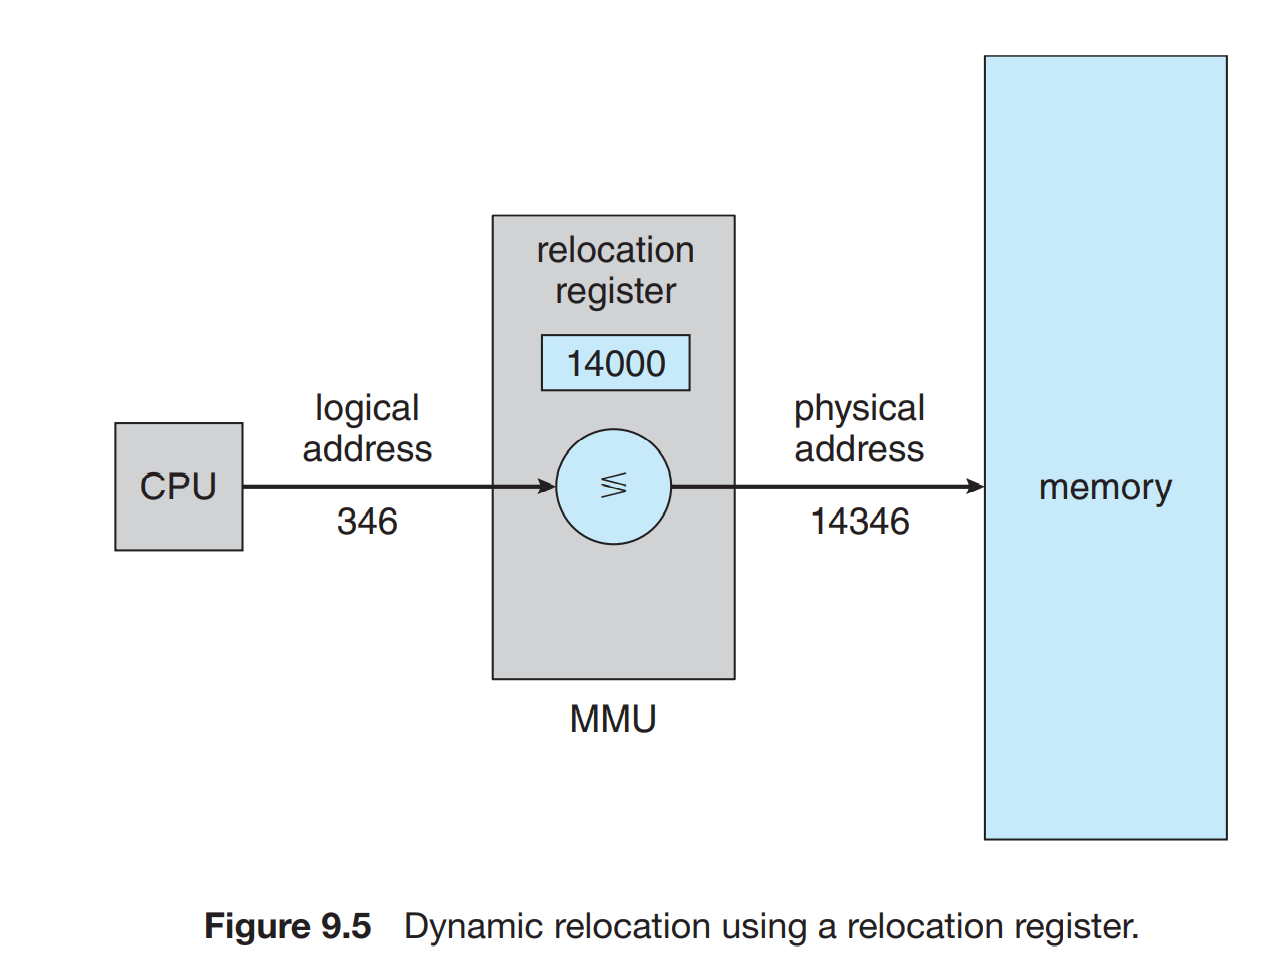 relocation
register
14000
logical
address
physical
address
CPU
≶
memory
346
14346
MMU
Figure 9.5 Dynamic relocation using a relocation register.